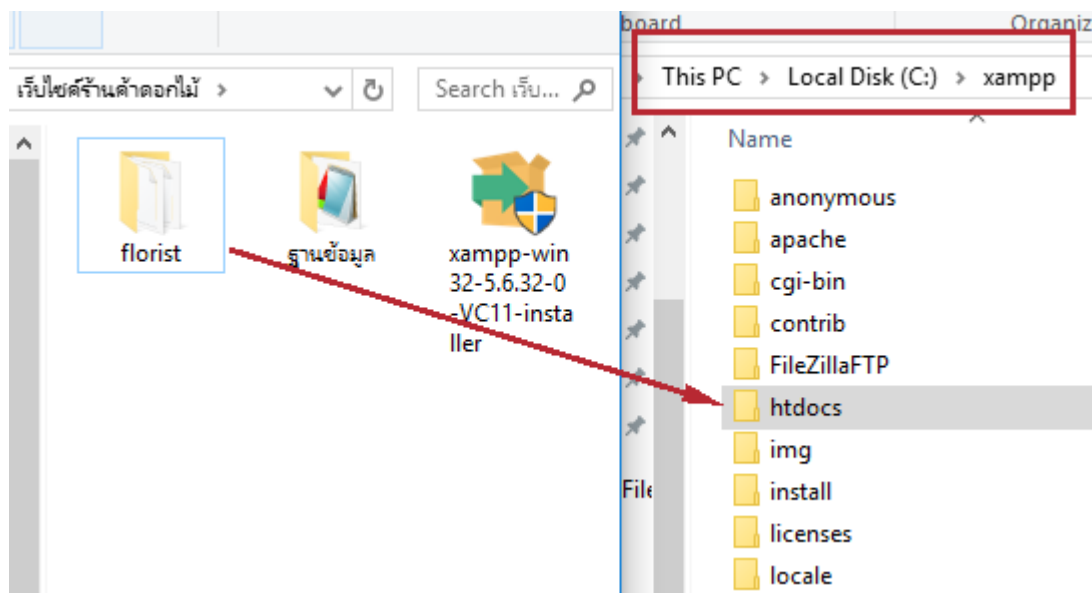 เว็บไซต์ร้านค้าดอกไม้ >
Search เว็บ...
florist
ฐานข้อมูล
xampp-win
32-5.6.32-0
-VC11-insta
ller
board
Organiz
> This PC > Local Disk (C:) > xampp
Name
anonymous
apache
cgi-bin
contrib
FileZillaFTP
htdocs
img
install
licenses
locale
File